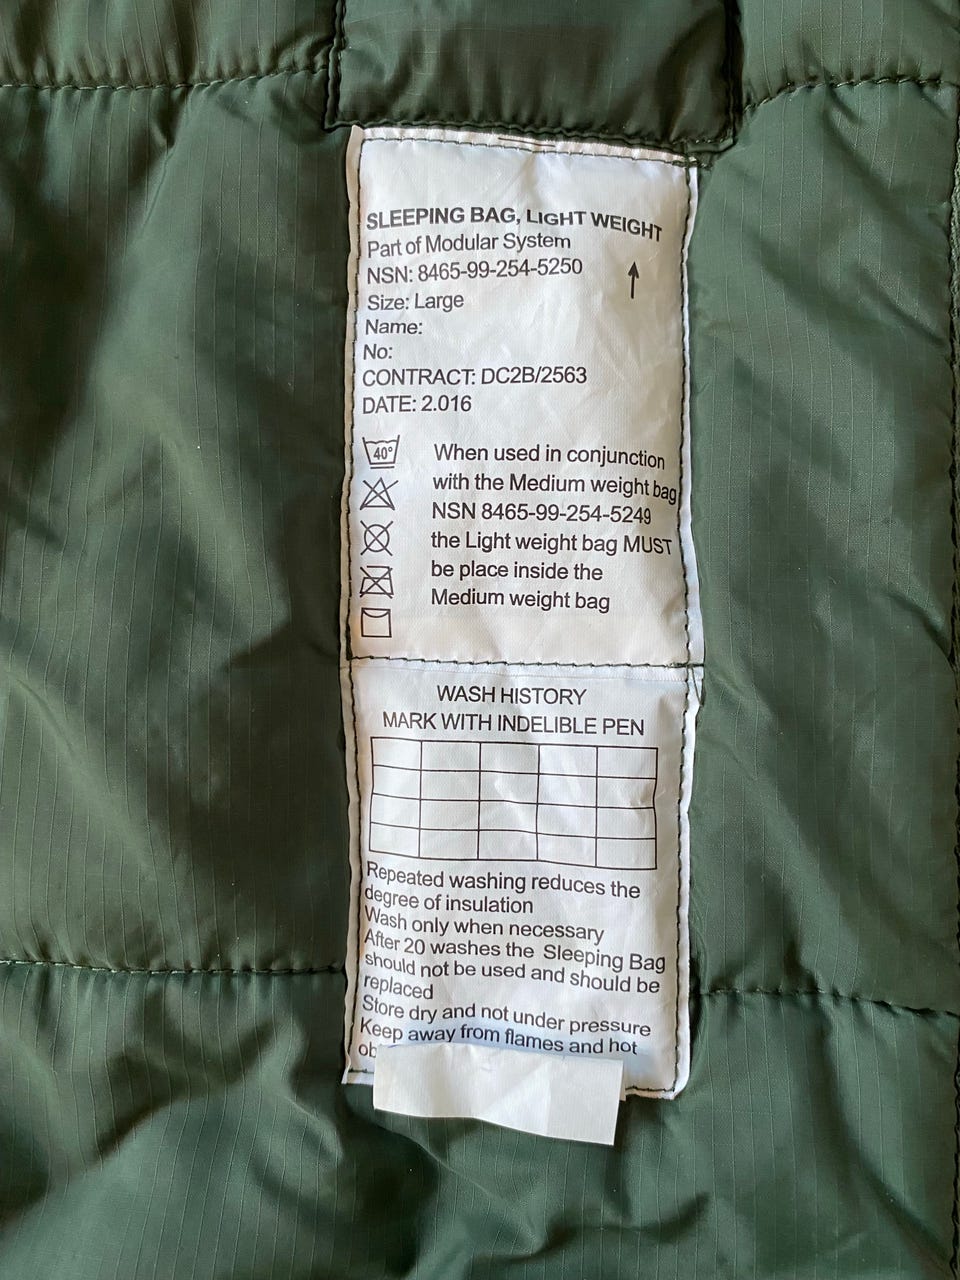 SLEEPING BAG, LIGHT WEIGHT
Part of Modular System
NSN: 8465-99-254-5250
Size: Large
Name:
No:
CONTRACT: DC2B/2563
DATE: 2.016
40°
When used in conjunction
with the Medium weight bag
NSN 8465-99-254-5249
the Light weight bag MUST
be place inside the
Medium weight bag
WASH HISTORY
MARK WITH INDELIBLE PEN
Repeated washing reduces the
degree of insulation
Wash only when necessary
After 20 washes the Sleeping Bag
should not be used and should be
replaced
Store dry and not under pressure
Keep away from flames and hot